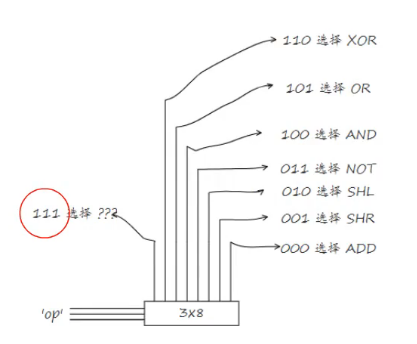 110 选择 XOR
101 选择 OR
100 选择 AND
011 选择 NOT
010 选择 SHL
111 选择 ???
001 选择 SHR
000 选择 ADD
'op'
3x8